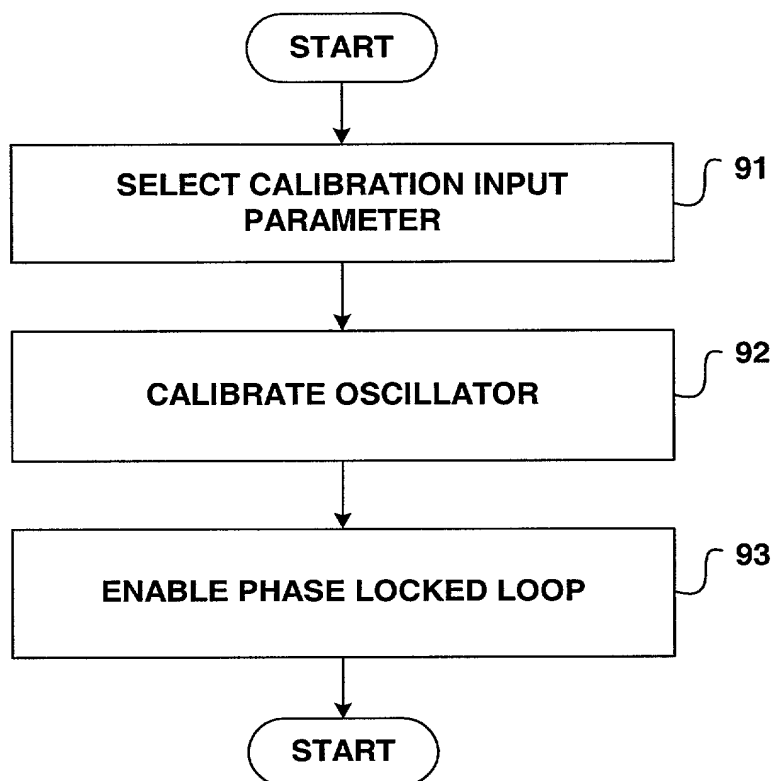 START
SELECT CALIBRATION INPUT
PARAMETER
91
CALIBRATE OSCILLATOR
92
ENABLE PHASE LOCKED LOOP
93
START